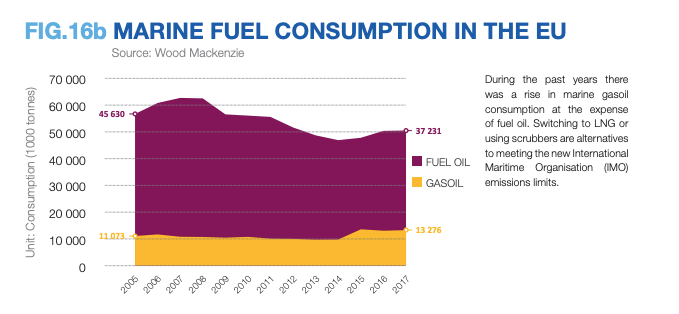 FIG.16b MARINE FUEL CONSUMPTION IN THE EU
Source: Wood Mackenzie
Unit: Consumption (1000 tonnes)
70 000
60 000
50 000
40 000
30 000
20 000
10 000
0
45 630
11 073
37 231
13 276
FUEL OIL
GASOIL
2005
2006
2007
2008
2009
2010
2011
2012
2013
2014
2015
2016
2017
During the past years there
was a rise in marine gasoil
consumption at the expense
of fuel oil. Switching to LNG or
using scrubbers are alternatives
to meeting the new International
Maritime Organisation (IMO)
emissions limits.